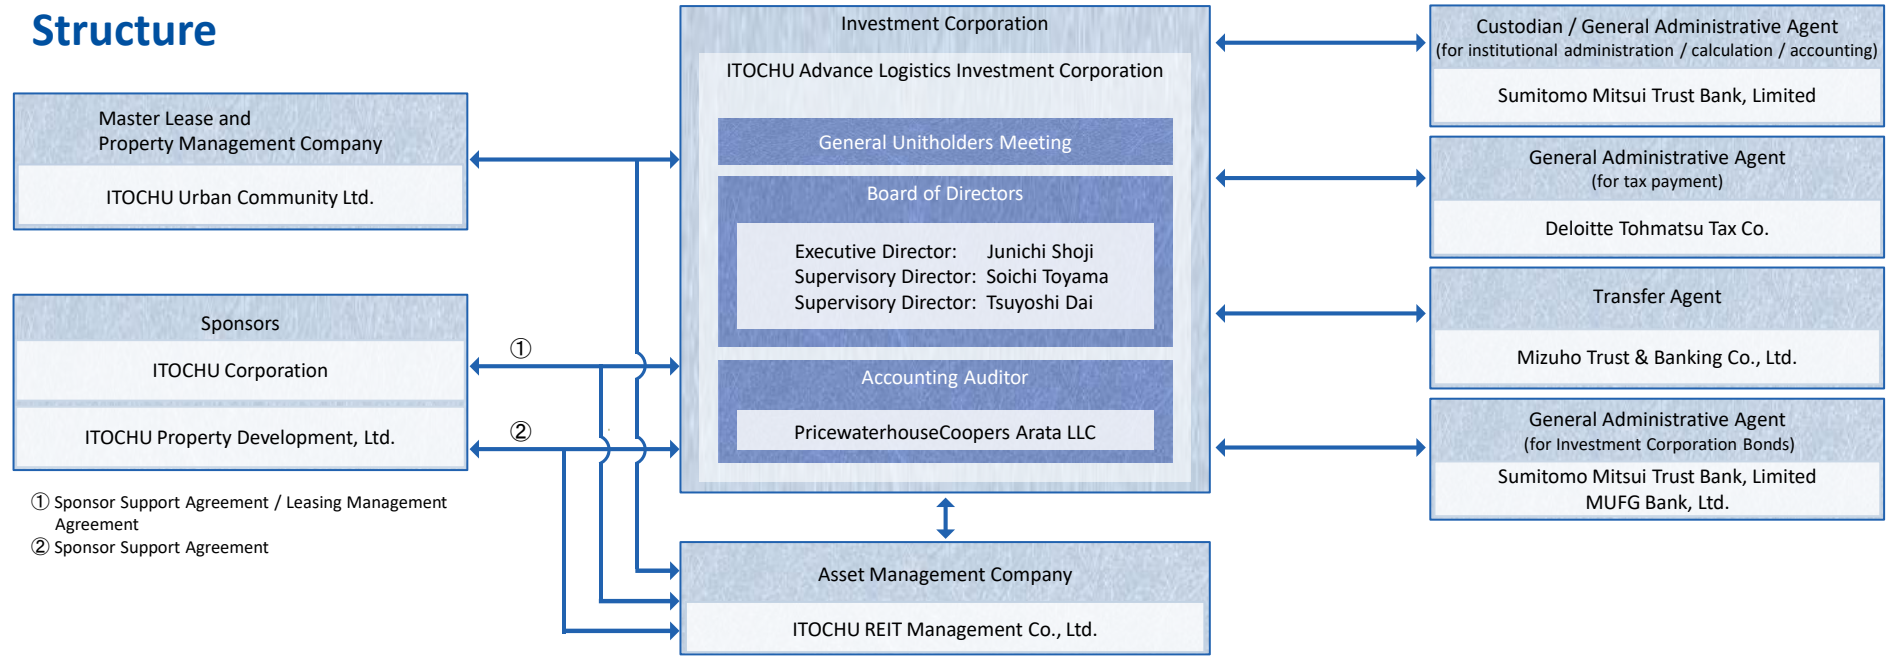 Structure
Master Lease and
Property Management Company
ITOCHU Urban Community Ltd.
Sponsors
ITOCHU Corporation
ITOCHU Property Development, Ltd.
①
②
① Sponsor Support Agreement / Leasing Management
Agreement
② Sponsor Support Agreement
Investment Corporation
ITOCHU Advance Logistics Investment Corporation
General Unitholders Meeting
Board of Directors
Executive Director: Junichi Shoji
Supervisory Director: Soichi Toyama
Supervisory Director: Tsuyoshi Dai
Accounting Auditor
PricewaterhouseCoopers Arata LLC
Asset Management Company
ITOCHU REIT Management Co., Ltd.
Custodian / General Administrative Agent
(for institutional administration / calculation / accounting)
Sumitomo Mitsui Trust Bank, Limited
General Administrative Agent
(for tax payment)
Deloitte Tohmatsu Tax Co.
Transfer Agent
Mizuho Trust & Banking Co., Ltd.
General Administrative Agent
(for Investment Corporation Bonds)
Sumitomo Mitsui Trust Bank, Limited
MUFG Bank, Ltd.